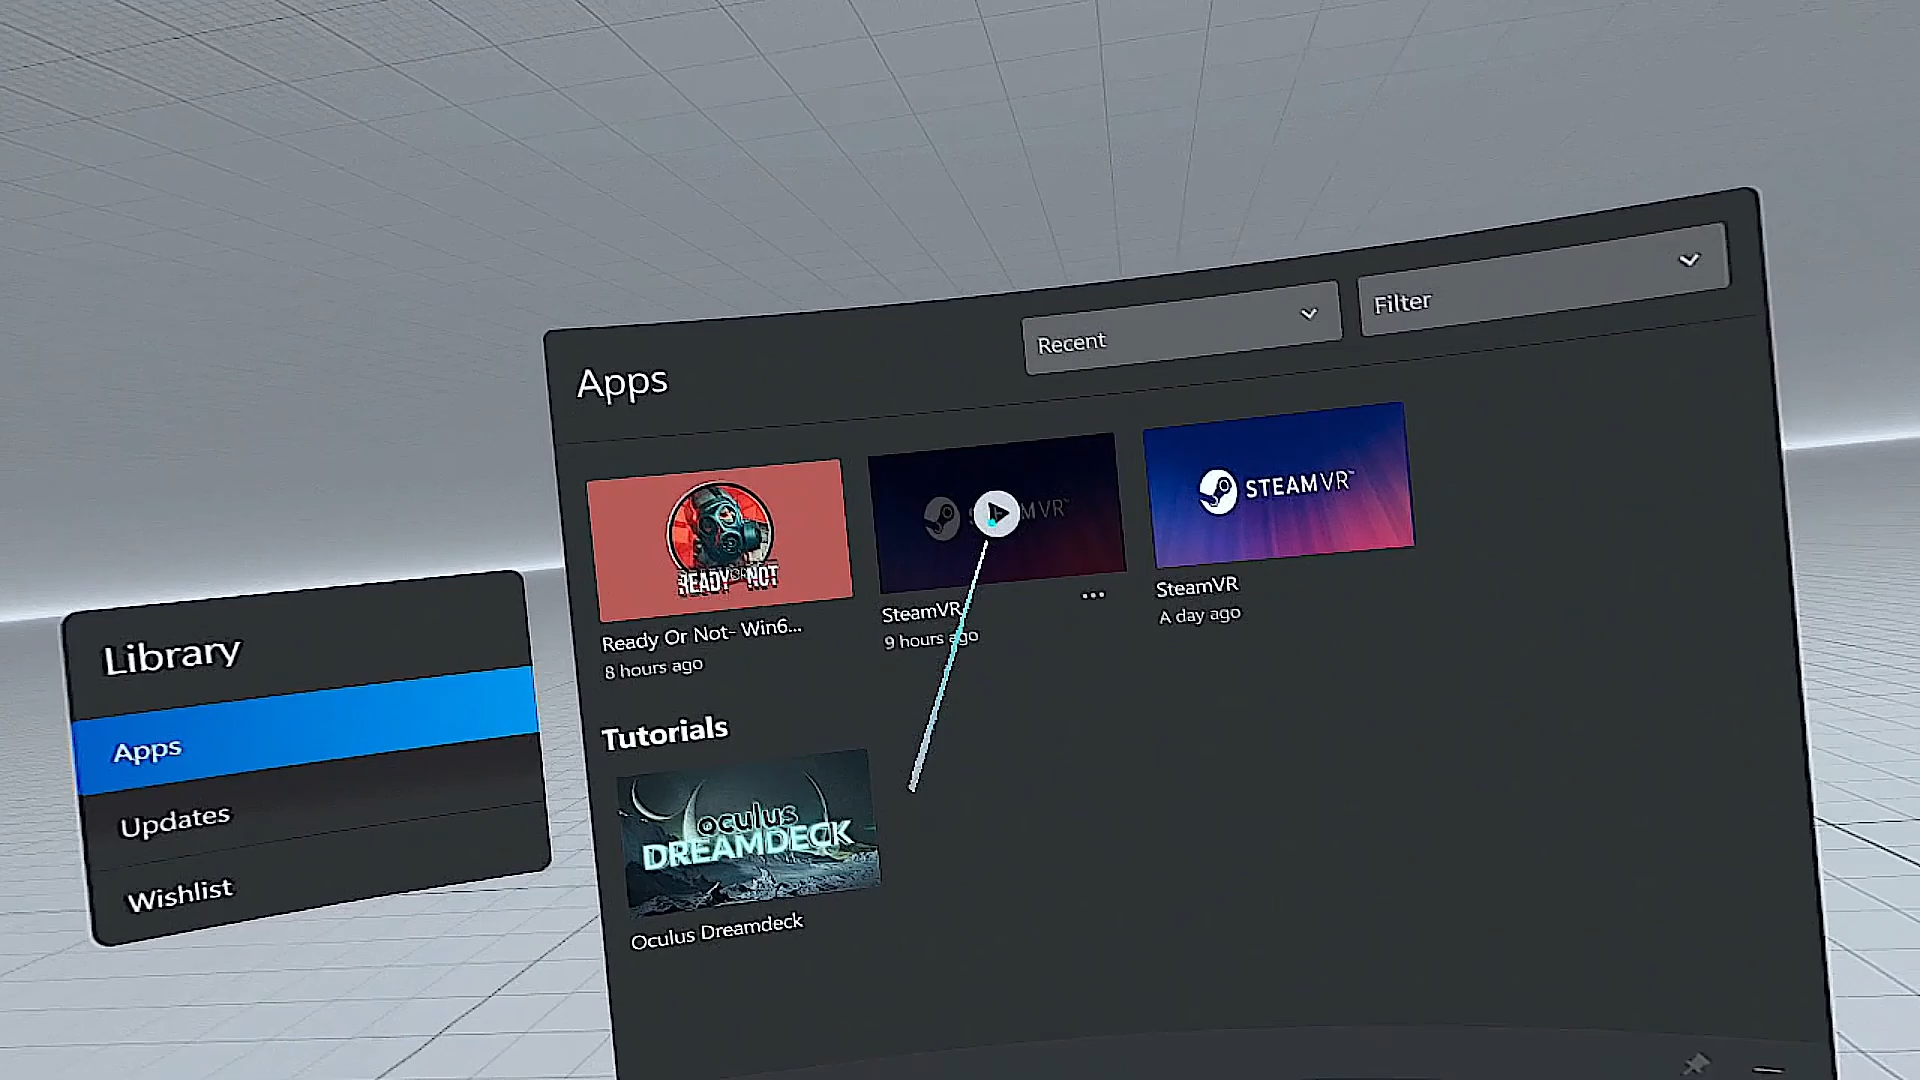 Apps
Recent
Filter
READY OR NOT
STEAMVR™
Ready Or Not- Win6...
8 hours ago
SteamVR
9 hours ago
SteamVR
A day ago
Tutorials
oculus
DREAMDECK
Oculus Dreamdeck
Library
Apps
Updates
Wishlist